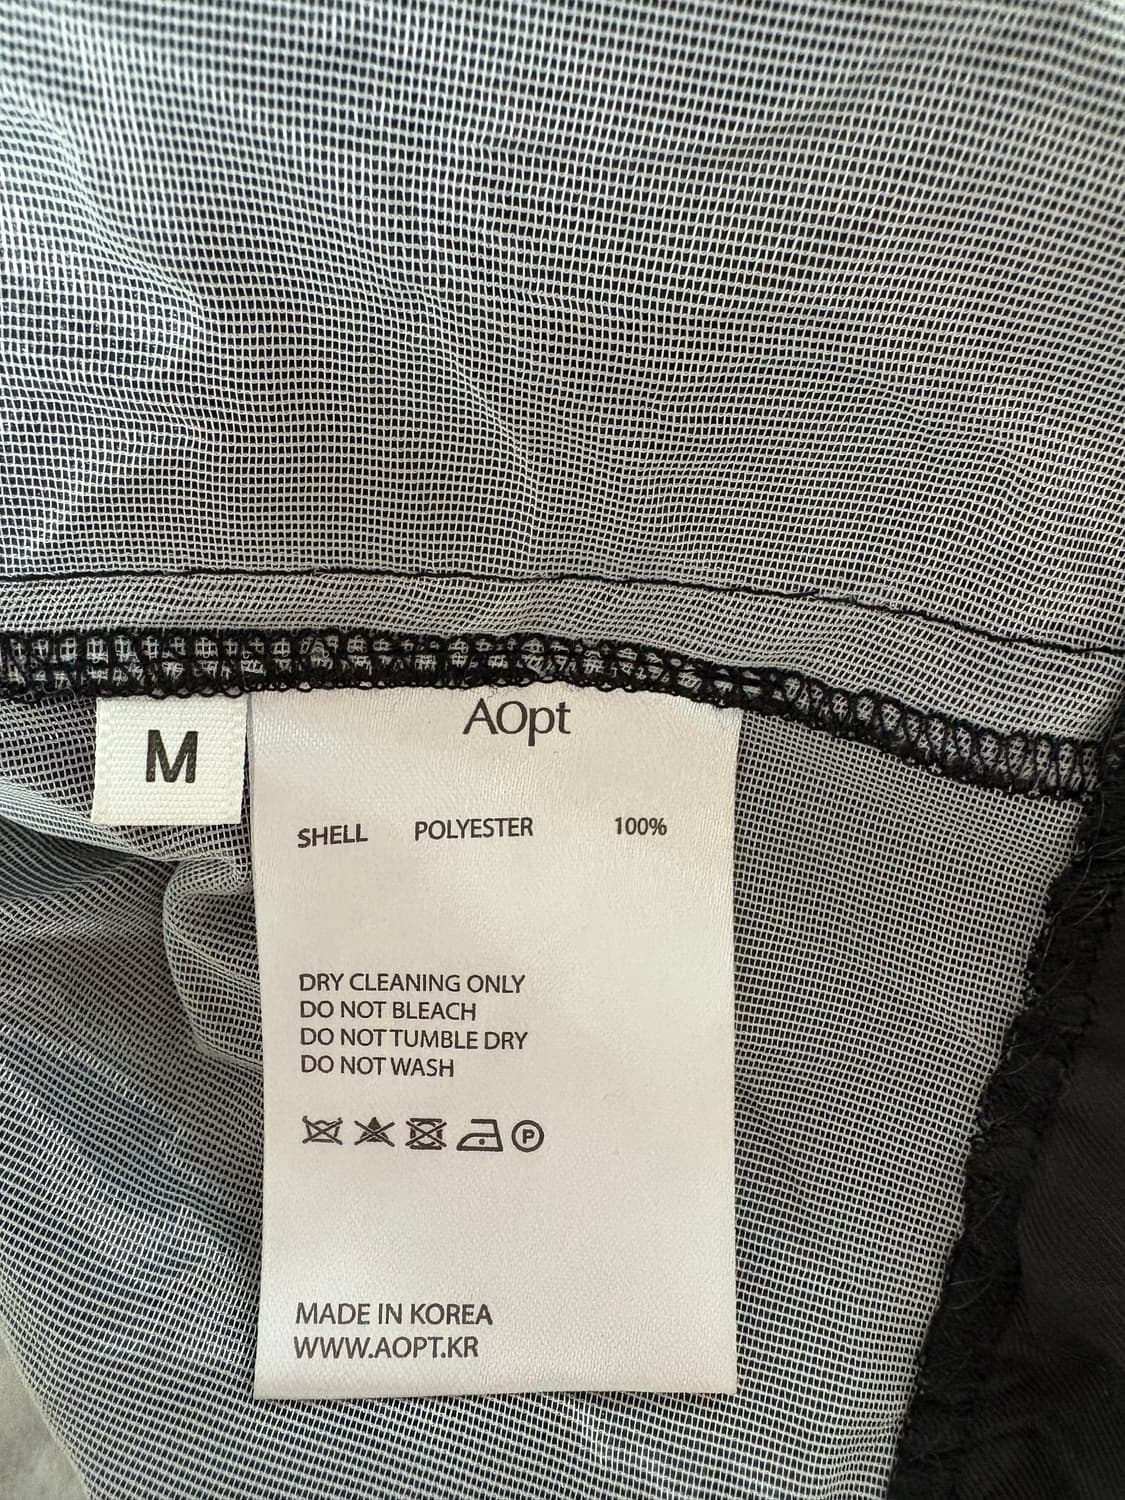 M
AOpt
SHELL POLYESTER 100%
DRY CLEANING ONLY
DO NOT BLEACH
DO NOT TUMBLE DRY
DO NOT WASH
P
MADE IN KOREA
WWW.AOPT.KR